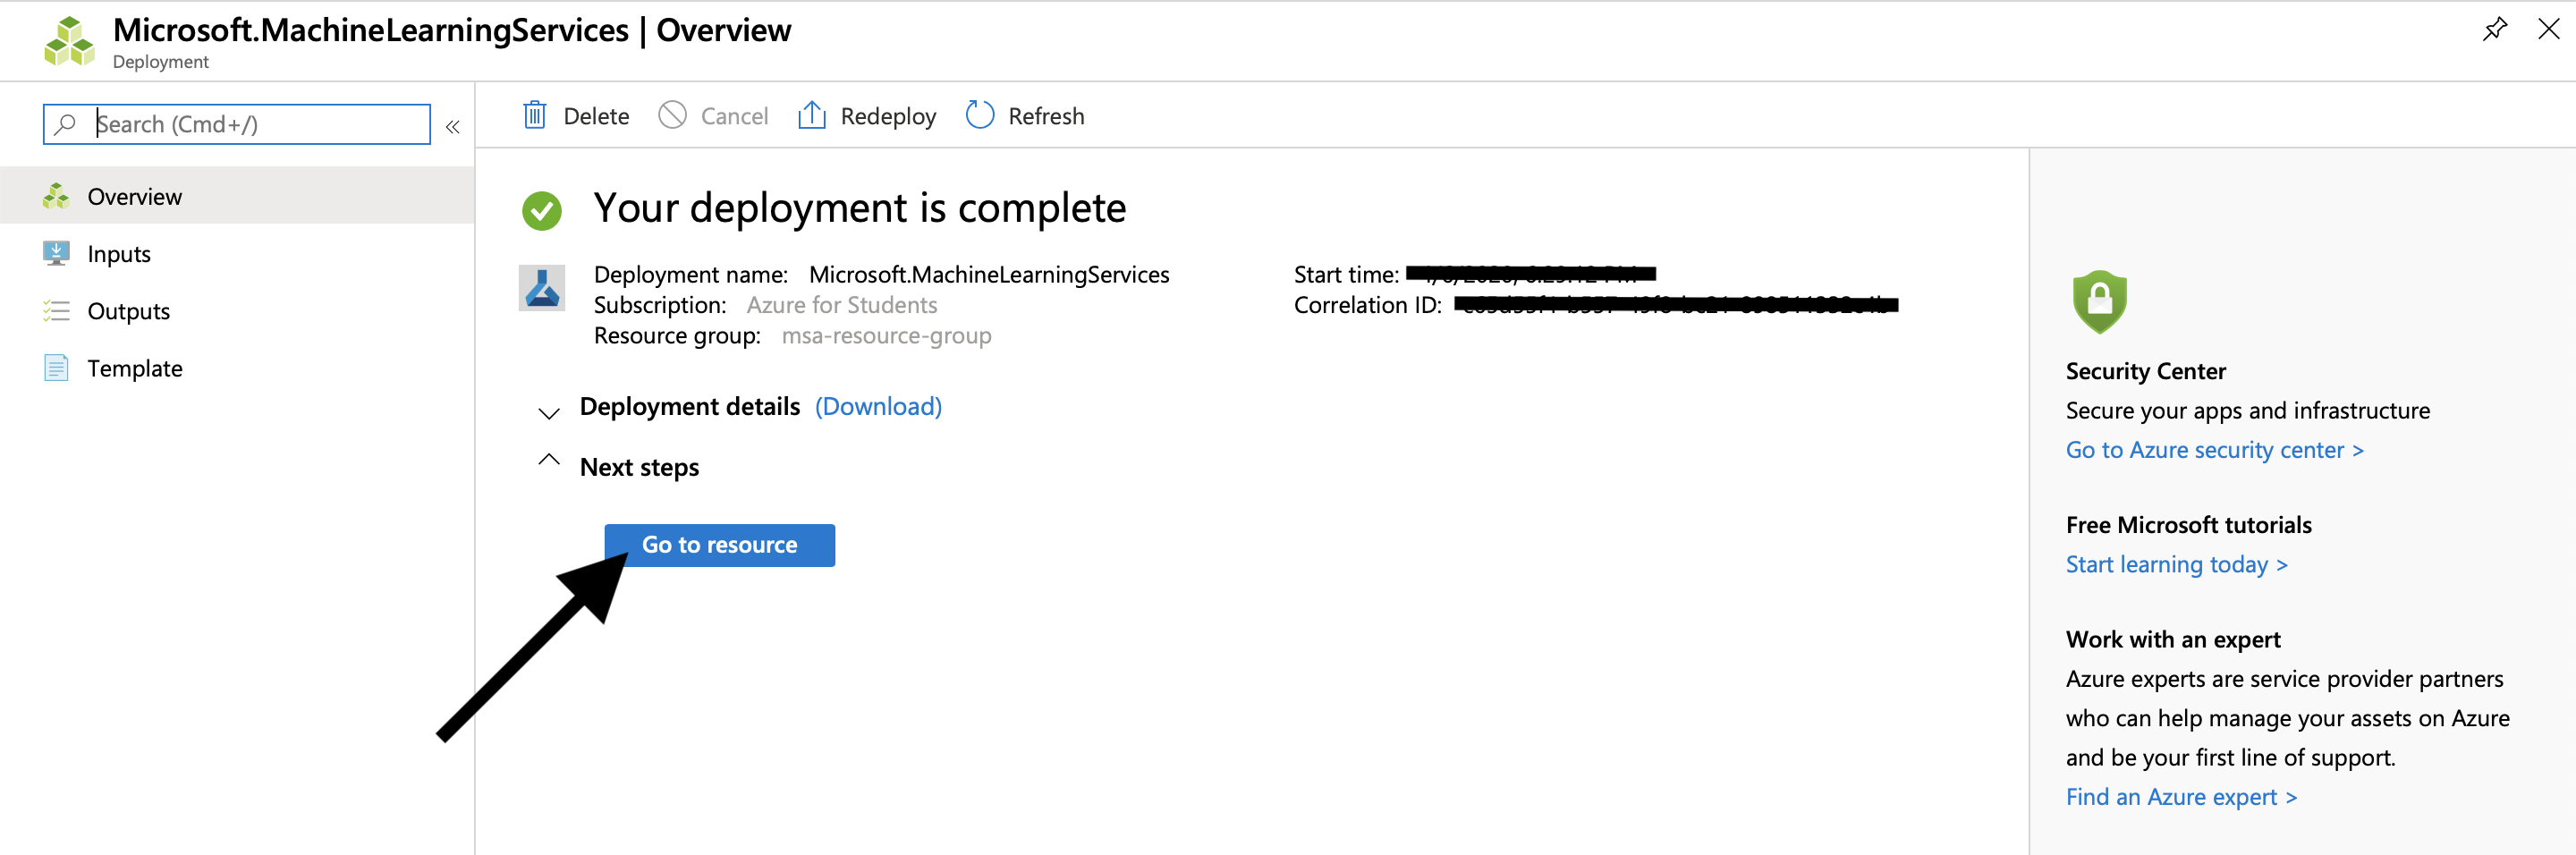 Microsoft.MachineLearningServices | Overview
Deployment
Search (Cmd+/)
«
Overview
Inputs
Outputs
Template
Delete
Cancel
Redeploy
Refresh
Your deployment is complete
Deployment name: Microsoft.MachineLearningServices
Subscription: Azure for Students
Resource group: msa-resource-group
Start time:
Correlation ID:
Deployment details (Download)
Next steps
Go to resource
Security Center
Secure your apps and infrastructure
Go to Azure security center >
Free Microsoft tutorials
Start learning today >
Work with an expert
Azure experts are service provider partners
who can help manage your assets on Azure
and be your first line of support.
Find an Azure expert >